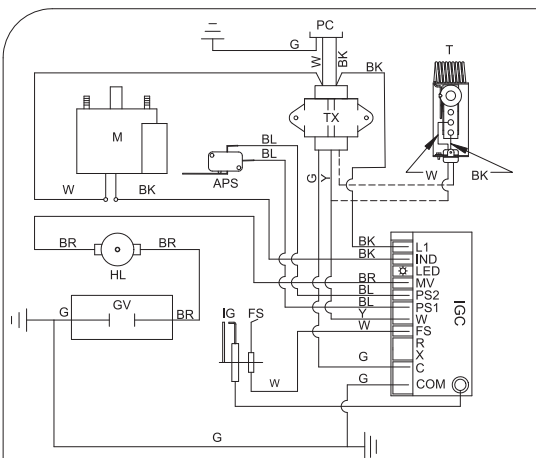 PC
G
W
BK
BK
T
TX
M
BL
BL
APS
G
Y
W
BK
W
BK
BR
BR
HL
BK
L1
BK
IND
LED
BR
MV
BL
PS2
BL
PS1
Y
W
W
FS
R
X
G
C
G
COM
IGC
G
GV
BR
IG
FS
W
G